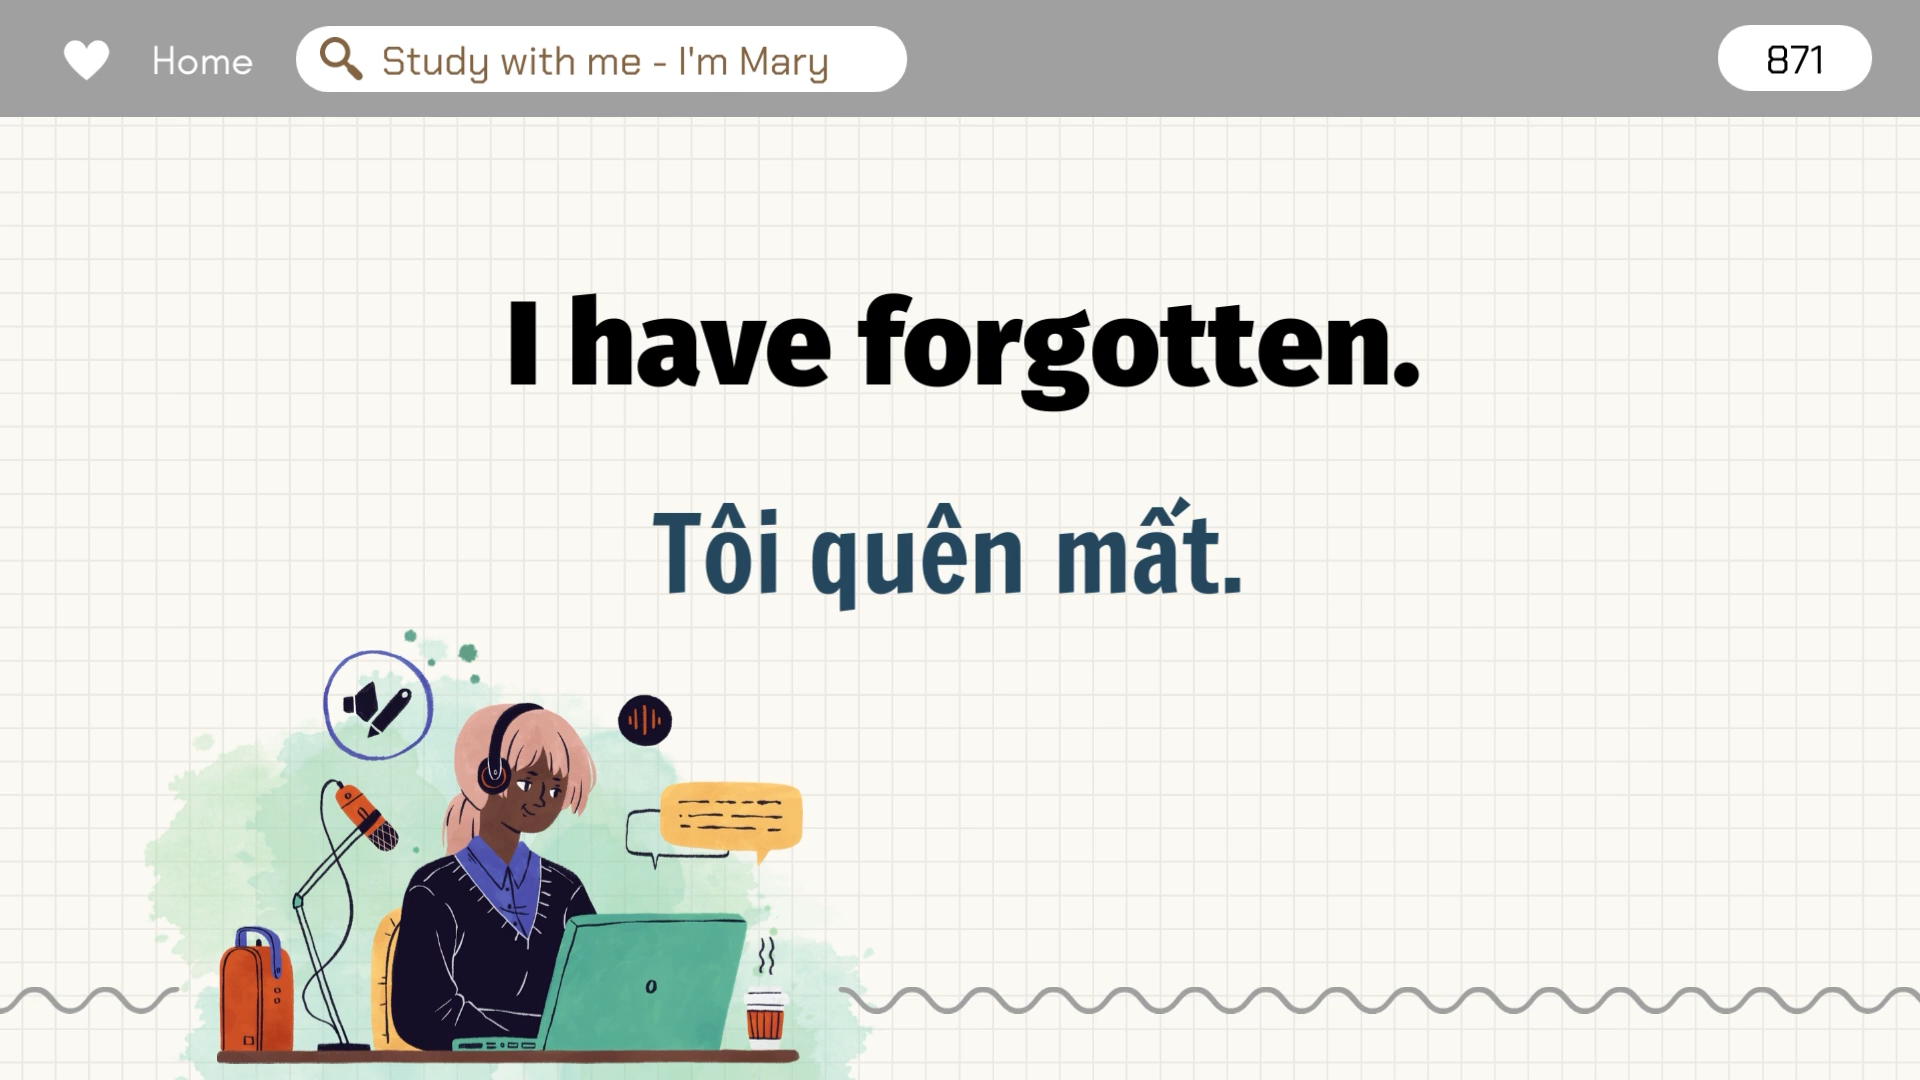 Home
Study with me - I'm Mary
871
I have forgotten.
Tôi quên mất.